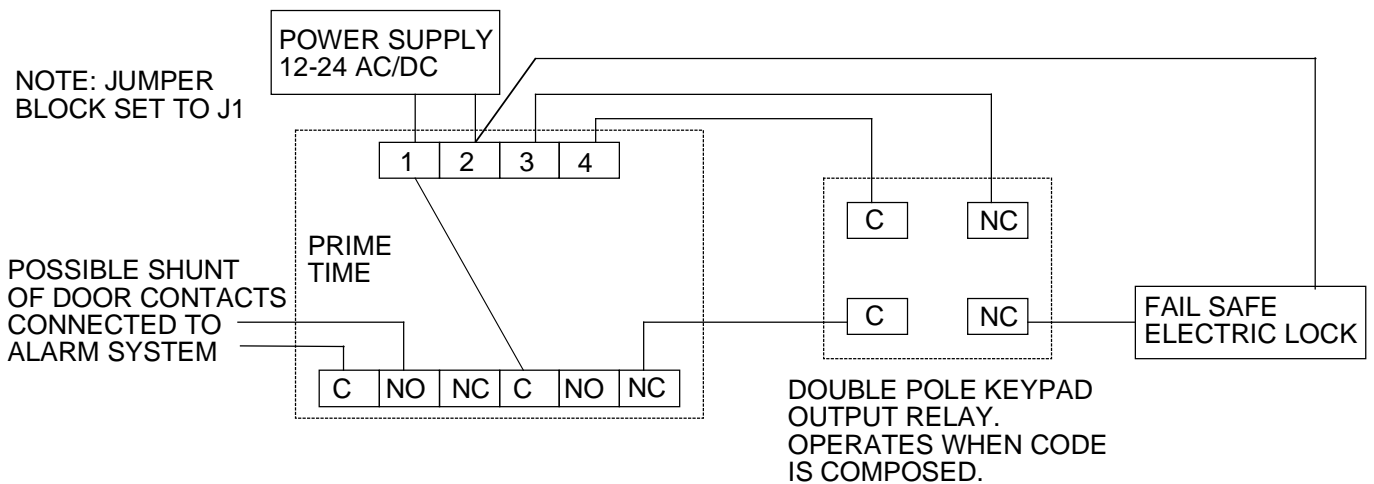 POWER SUPPLY
12-24 AC/DC
NOTE: JUMPER
BLOCK SET TO J1
1 2 3 4
C NC
PRIME
TIME
POSSIBLE SHUNT
OF DOOR CONTACTS
CONNECTED TO
ALARM SYSTEM
C NC
FAIL SAFE
ELECTRIC LOCK
C NO NC C NO NC
DOUBLE POLE KEYPAD
OUTPUT RELAY.
OPERATES WHEN CODE
IS COMPOSED.